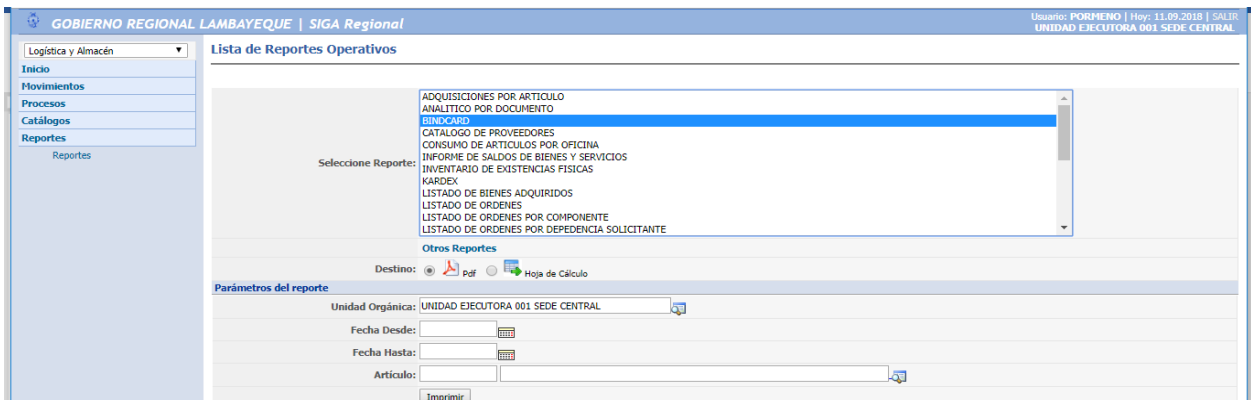 GOBIERNO REGIONAL LAMBAYEQUE | SIGA Regional
Usuario: PORMENO | Hoy: 11.09.2018 | SALIR
UNIDAD EJECUTORA 001 SEDE CENTRAL
Logística y Almacén
Inicio
Movimientos
Procesos
Catálogos
Reportes
Reportes
Lista de Reportes Operativos
Seleccione Reporte:
ADQUISICIONES POR ARTICULO
ANALITICO POR DOCUMENTO
BINDCARD
CATALOGO DE PROVEEDORES
CONSUMO DE ARTICULOS POR OFICINA
INFORME DE SALDOS DE BIENES Y SERVICIOS
INVENTARIO DE EXISTENCIAS FISICAS
KARDEX
LISTADO DE BIENES ADQUIRIDOS
LISTADO DE ORDENES
LISTADO DE ORDENES POR COMPONENTE
LISTADO DE ORDENES POR DEPEDENCIA SOLICITANTE
Otros Reportes
Destino: Pdf Hoja de Cálculo
Parámetros del reporte
Unidad Orgánica: UNIDAD EJECUTORA 001 SEDE CENTRAL
Fecha Desde:
Fecha Hasta:
Artículo:
Imprimir